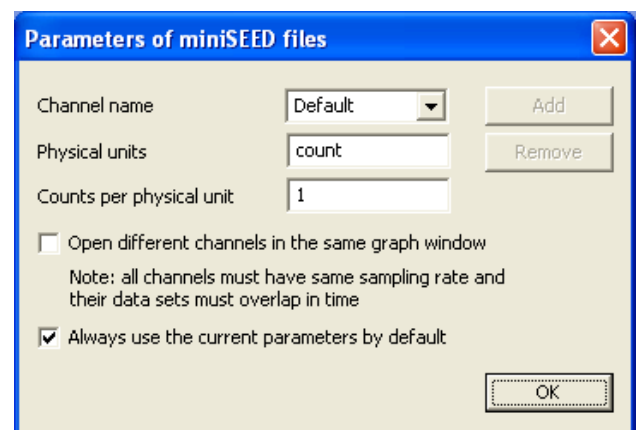 Parameters of miniSEED files
Channel name Default Add
Physical units count Remove
Counts per physical unit 1
Open different channels in the same graph window
Note: all channels must have same sampling rate and
their data sets must overlap in time
Always use the current parameters by default
OK